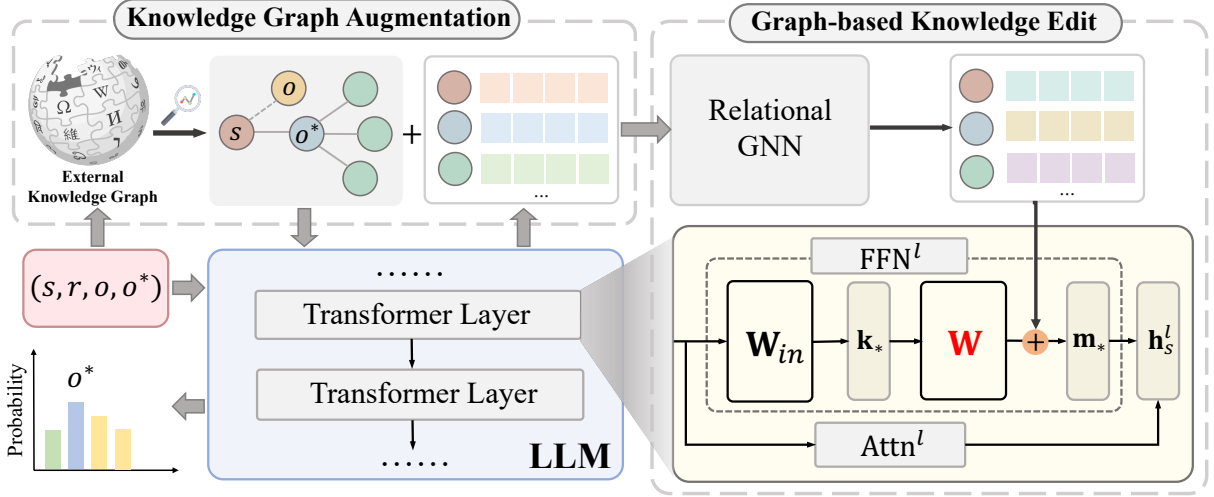 Knowledge Graph Augmentation
Graph-based Knowledge Edit
Ω
W
維
И
External
Knowledge Graph
s
o
o*
+
...
Relational
GNN
...
(s, r, o, o*)
......
Transformer Layer
Transformer Layer
......
LLM
Probability
o*
FFN^l
W_in
k_*
W
+
m_*
h_s^l
Attn^l